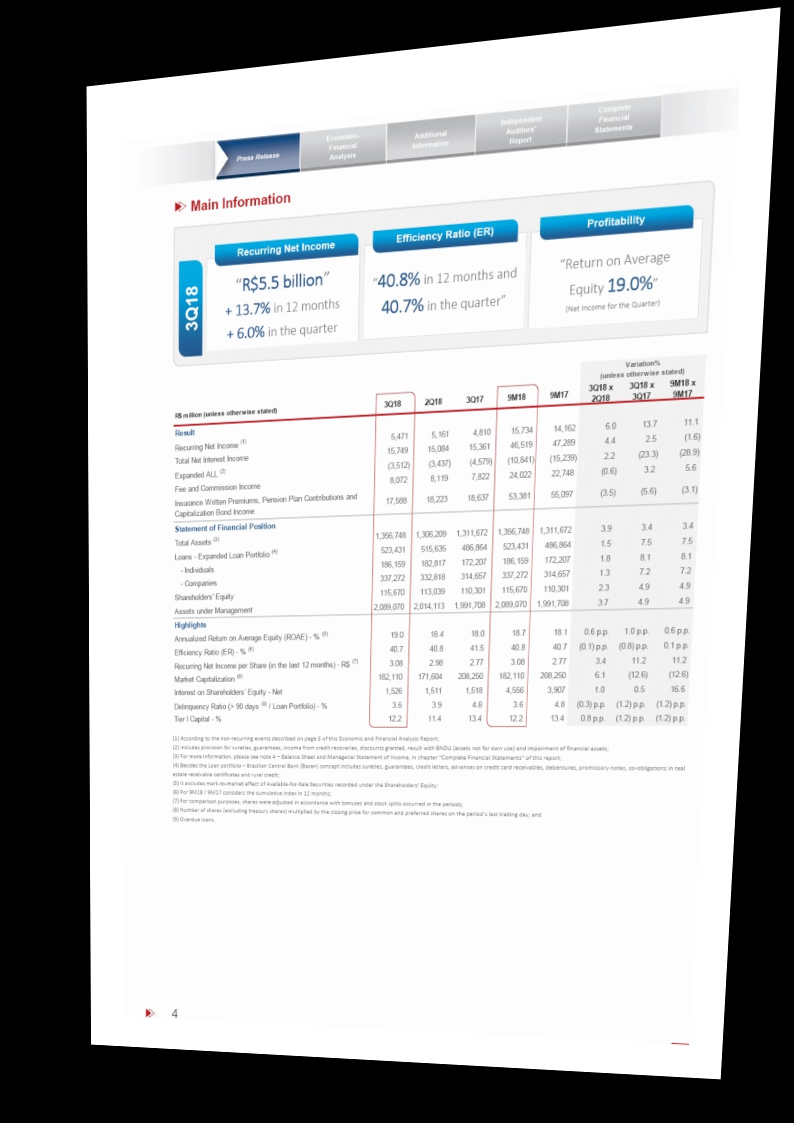 Press Release
Economic-
Financial
Analysis
Additional
Information
Independent
Auditors'
Report
Complete
Financial
Statements
Main Information
3Q18
Recurring Net Income
"R$5.5 billion"
+ 13.7% in 12 months
+ 6.0% in the quarter
Efficiency Ratio (ER)
"40.8% in 12 months and
40.7% in the quarter"
Profitability
"Return on Average
Equity 19.0%"
(Net Income for the Quarter)
Variation%
(unless otherwise stated)
R$ million (unless otherwise stated) 3Q18 2Q18 3Q17 9M18 9M17 3Q18 x 2Q18 3Q18 x 3Q17 9M18 x 9M17
Result
Recurring Net Income (1) 5,471 5,161 4,810 15,734 14,162 6.0 13.7 11.1
Total Net Interest Income 15,749 15,084 15,361 46,519 47,289 4.4 2.5 (1.6)
Expanded ALL (2) (3,512) (3,437) (4,579) (10,841) (15,239) 2.2 (23.3) (28.9)
Fee and Commission Income 8,072 8,119 7,822 24,022 22,748 (0.6) 3.2 5.6
Insurance Written Premiums, Pension Plan Contributions and
Capitalization Bond Income 17,588 18,223 18,637 53,381 55,097 (3.5) (5.6) (3.1)
Statement of Financial Position
Total Assets (3) 1,356,748 1,306,209 1,311,672 1,356,748 1,311,672 3.9 3.4 3.4
Loans - Expanded Loan Portfolio (4) 523,431 515,635 486,864 523,431 486,864 1.5 7.5 7.5
- Individuals 186,159 182,817 172,207 186,159 172,207 1.8 8.1 8.1
- Companies 337,272 332,818 314,657 337,272 314,657 1.3 7.2 7.2
Shareholders' Equity 115,670 113,039 110,301 115,670 110,301 2.3 4.9 4.9
Assets under Management 2,089,070 2,014,113 1,991,708 2,089,070 1,991,708 3.7 4.9 4.9
Highlights
Annualized Return on Average Equity (ROAE) - % (5) 19.0 18.4 18.0 18.7 18.1 0.6 p.p. 1.0 p.p. 0.6 p.p.
Efficiency Ratio (ER) - % (6) 40.7 40.8 41.5 40.8 40.7 (0.1) p.p. (0.8) p.p. 0.1 p.p.
Recurring Net Income per Share (in the last 12 months) - R$ (7) 3.08 2.98 2.77 3.08 2.77 3.4 11.2 11.2
Market Capitalization (8) 182,110 171,604 208,250 182,110 208,250 6.1 (12.6) (12.6)
Interest on Shareholders' Equity - Net 1,526 1,511 1,518 4,556 3,907 1.0 0.5 16.6
Delinquency Ratio (> 90 days (9) / Loan Portfolio) - % 3.6 3.9 4.8 3.6 4.8 (0.3) p.p. (1.2) p.p. (1.2) p.p.
Tier I Capital - % 12.2 11.4 13.4 12.2 13.4 0.8 p.p. (1.2) p.p. (1.2) p.p.
(1) According to the non-recurring events described on page 5 of this Economic and Financial Analysis Report;
(2) Includes provision for sureties, guarantees, income from credit recoveries, discounts granted, result with BNDU (assets not for own use) and impairment of financial assets;
(3) For more information, please see note 4 – Balance Sheet and Managerial Statement of Income, in chapter "Complete Financial Statements" of this report;
(4) Besides the Loan portfolio – Brazilian Central Bank (Bacen) concept includes sureties, guarantees, credit letters, advances on credit card receivables, debentures, promissory notes, co-obligations in real
estate receivable certificates and rural credit;
(5) It excludes mark-to-market effect of Available-for-Sale Securities recorded under the Shareholders' Equity;
(6) For 9M18 / 9M17 considers the cumulative index in 12 months;
(7) For comparison purposes, shares were adjusted in accordance with bonuses and stock splits occurred in the periods;
(8) Number of shares (excluding treasury shares) multiplied by the closing price for common and preferred shares on the period's last trading day; and
(9) Overdue loans.
4